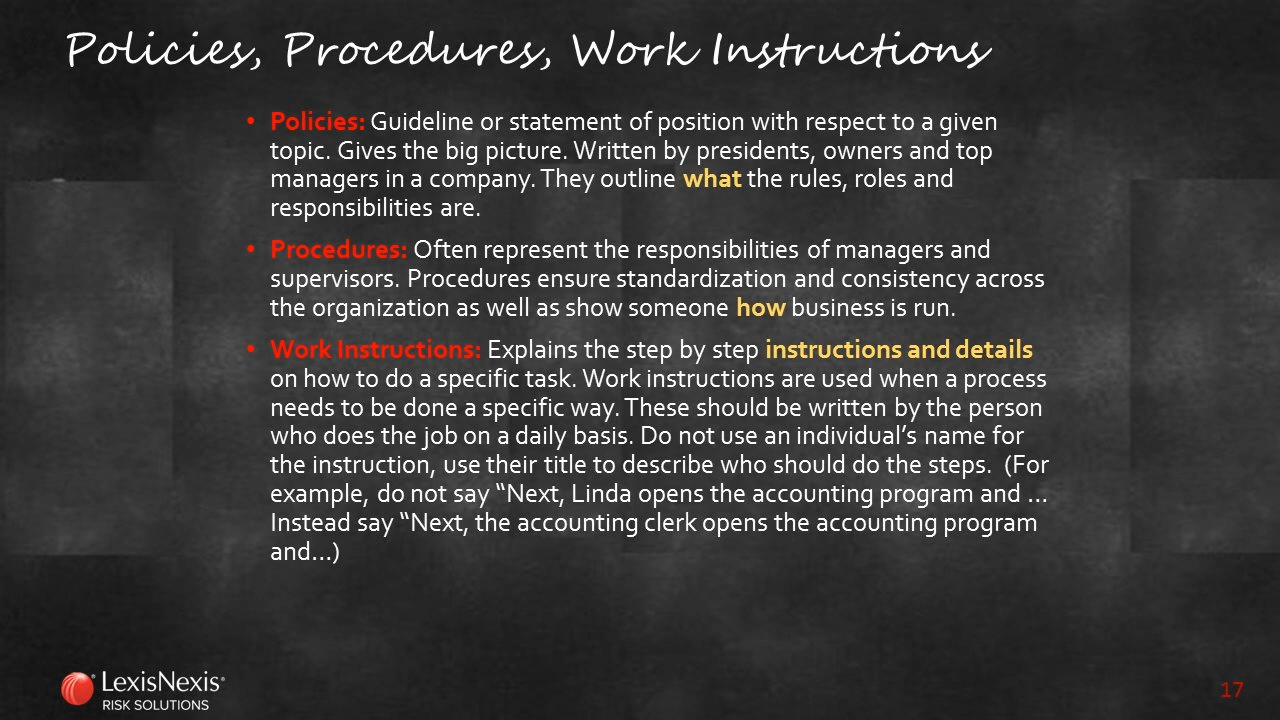 Policies, Procedures, Work Instructions
• Policies: Guideline or statement of position with respect to a given
topic. Gives the big picture. Written by presidents, owners and top
managers in a company. They outline what the rules, roles and
responsibilities are.
• Procedures: Often represent the responsibilities of managers and
supervisors. Procedures ensure standardization and consistency across
the organization as well as show someone how business is run.
• Work Instructions: Explains the step by step instructions and details
on how to do a specific task. Work instructions are used when a process
needs to be done a specific way. These should be written by the person
who does the job on a daily basis. Do not use an individual’s name for
the instruction, use their title to describe who should do the steps.  (For
example, do not say “Next, Linda opens the accounting program and …
Instead say “Next, the accounting clerk opens the accounting program
and…)
LexisNexis®
RISK SOLUTIONS
17